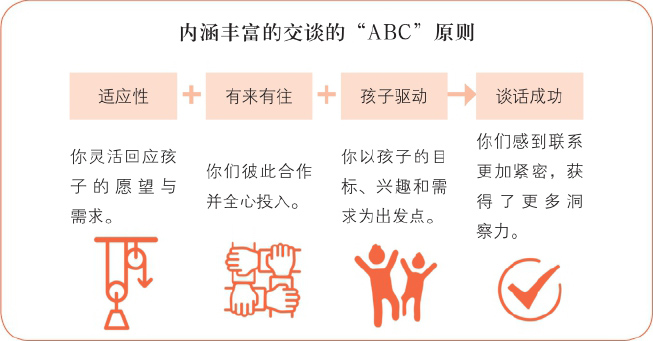 内涵丰富的交谈的“ABC”原则
适应性 + 有来有往 + 孩子驱动 → 谈话成功
你灵活回应孩
子的愿望与
需求。
你们彼此合作
并全心投入。
你以孩子的目
标、兴趣和需
求为出发点。
你们感到联系
更加紧密，获
得了更多洞
察力。